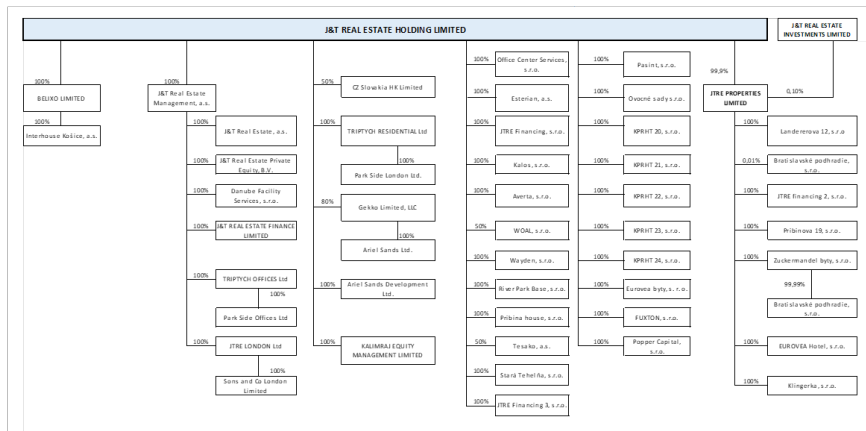 J&T REAL ESTATE HOLDING LIMITED
J&T REAL ESTATE
INVESTMENTS LIMITED
100%
BELIXO LIMITED
100%
Interhouse Košice, a.s.
100%
J&T Real Estate
Management, a.s.
100%
J&T Real Estate, a.s.
100%
J&T Real Estate Private
Equity, B.V.
100%
Danube Facility
Services, s.r.o.
100%
J&T REAL ESTATE FINANCE
LIMITED
100%
TRIPTYCH OFFICES Ltd
100%
Park Side Offices Ltd
100%
JTRE LONDON Ltd
100%
Sons and Co London
Limited
50%
CZ Slovakia HK Limited
100%
TRIPTYCH RESIDENTIAL Ltd
100%
Park Side London Ltd.
80%
Gekko Limited, LLC
100%
Ariel Sands Ltd.
100%
Ariel Sands Development
Ltd.
100%
KALIMRAJ EQUITY
MANAGEMENT LIMITED
100%
Office Center Services,
s.r.o.
100%
Esterian, a.s.
100%
JTRE Financing, s.r.o.
100%
Kalos, s.r.o.
100%
Averta, s.r.o.
50%
WOAL, s.r.o.
100%
Wayden, s.r.o.
100%
River Park Base, s.r.o.
100%
Pribina house, s.r.o.
50%
Tesako, a.s.
100%
Stará Tehelňa, s.r.o.
100%
JTRE Financing 3, s.r.o.
100%
Pasint, s.r.o.
100%
Ovocné sady s.r.o.
100%
KPRHT 20, s.r.o.
100%
KPRHT 21, s.r.o.
100%
KPRHT 22, s.r.o.
100%
KPRHT 23, s.r.o.
100%
KPRHT 24, s.r.o.
100%
Eurovea byty, s. r. o.
100%
FUXTON, s.r.o.
100%
Popper Capital,
s.r.o.
99,9%
JTRE PROPERTIES
LIMITED
0,10%
100%
Landererova 12, s.r.o
0,01%
Bratislavské podhradie,
s.r.o.
100%
JTRE financing 2, s.r.o.
100%
Pribinova 19, s.r.o.
100%
Zuckermandel byty, s.r.o.
99,99%
Bratislavské podhradie,
s.r.o.
100%
EUROVEA Hotel, s.r.o.
100%
Klingerka, s.r.o.